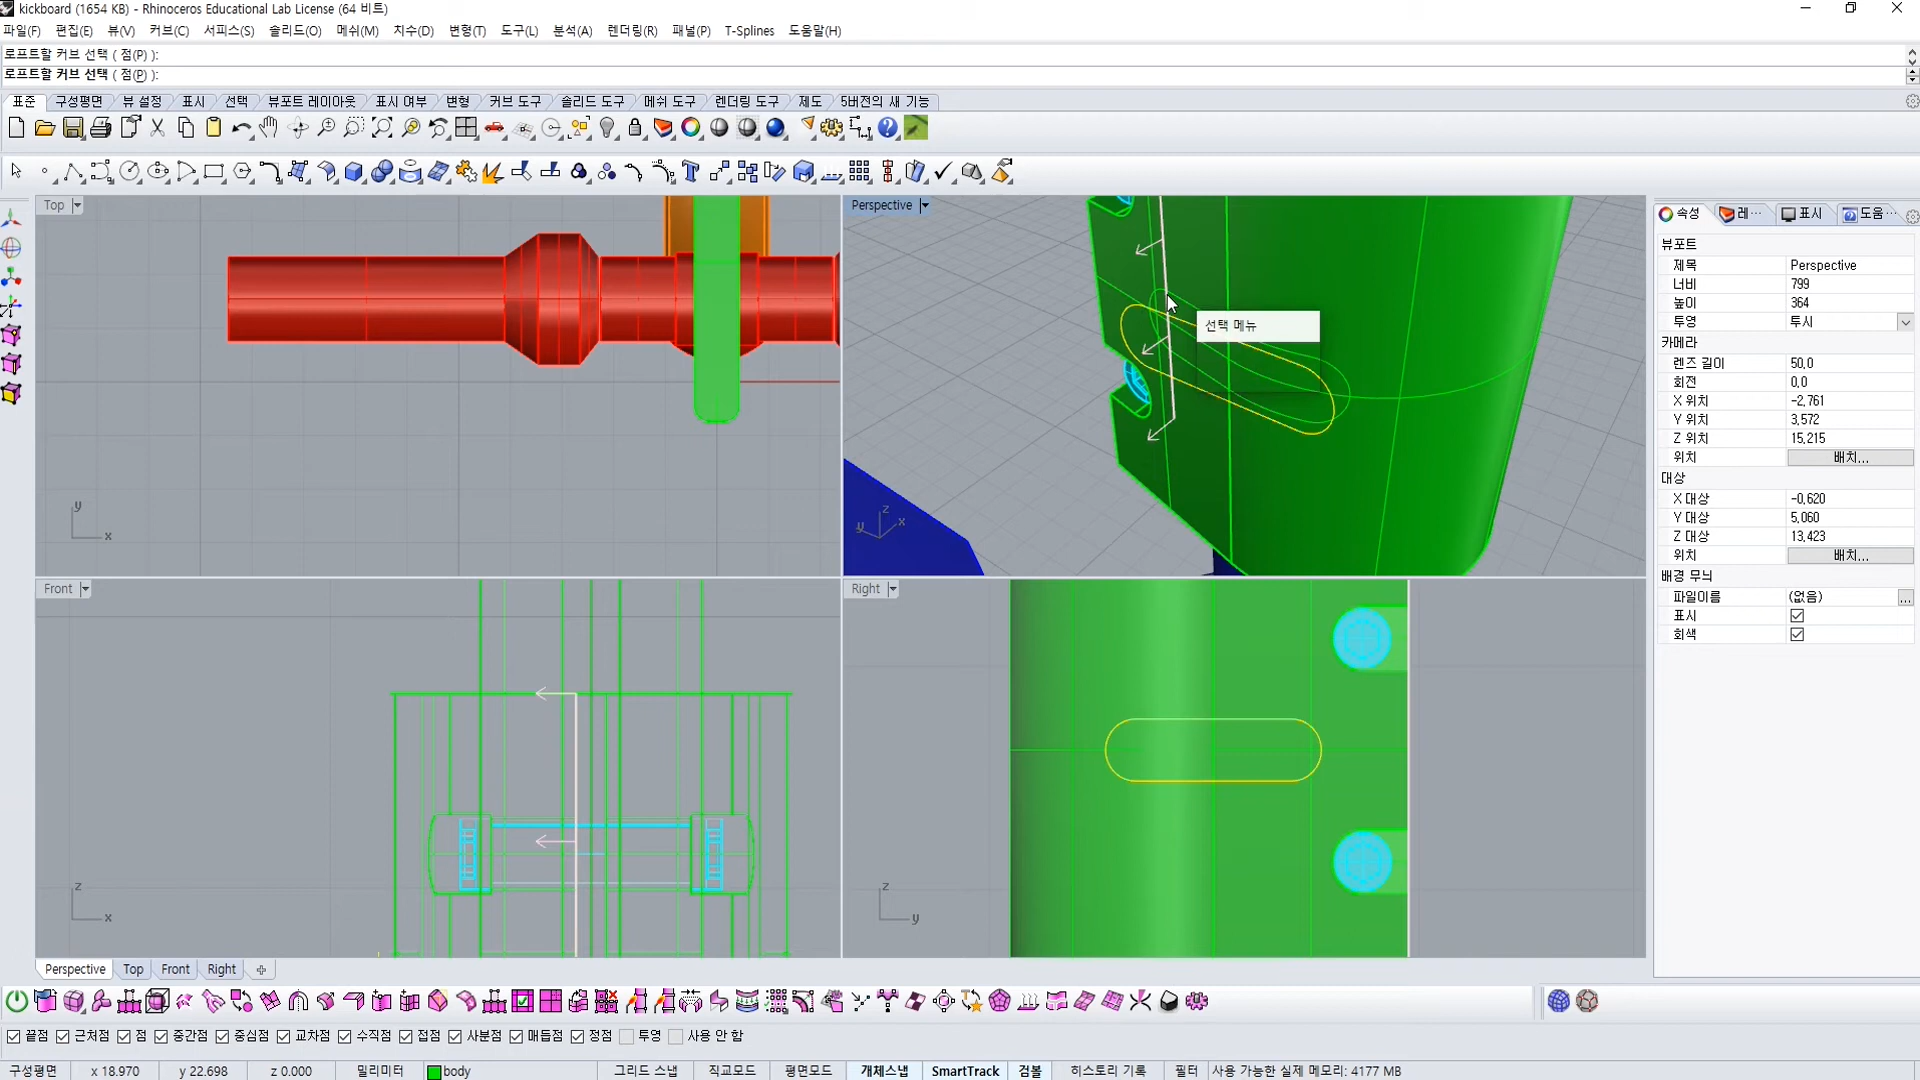 kickboard (1654 KB) - Rhinoceros Educational Lab License (64 비트)
파일(F) 편집(E) 뷰(V) 커브(C) 서피스(S) 솔리드(O) 메쉬(M) 치수(D) 변형(T) 도구(L) 분석(A) 렌더링(R) 패널(P) T-Splines 도움말(H)
로프트할 커브 선택 ( 점(P) ):
로프트할 커브 선택 ( 점(P) ):
표준 구성평면 뷰 설정 표시 선택 뷰포트 레이아웃 표시 여부 변형 커브 도구 솔리드 도구 메쉬 도구 렌더링 도구 제도 5버전의 새 기능
Top
Perspective
속성 레... 표시 도움...
뷰포트
제목 Perspective
너비 799
높이 364
투영 투시
카메라
렌즈 길이 50,0
회전 0,0
X 위치 -2,761
Y 위치 3,572
Z 위치 15,215
위치 배치...
대상
X 대상 -0,620
Y 대상 5,060
Z 대상 13,423
위치 배치...
배경 무늬
파일이름 (없음) ...
표시
회색
선택 메뉴
y
x
z
y
x
Front
Right
z
x
z
y
Perspective Top Front Right
끝점 근처점 점 중간점 중심점 교차점 수직점 접점 사분점 매듭점 정점 투영 사용 안 함
구성평면 x 18.970 y 22.698 z 0.000 밀리미터 body 그리드 스냅 직교모드 평면모드 개체스냅 SmartTrack 검볼 히스토리 기록 필터 사용 가능한 실제 메모리: 4177 MB